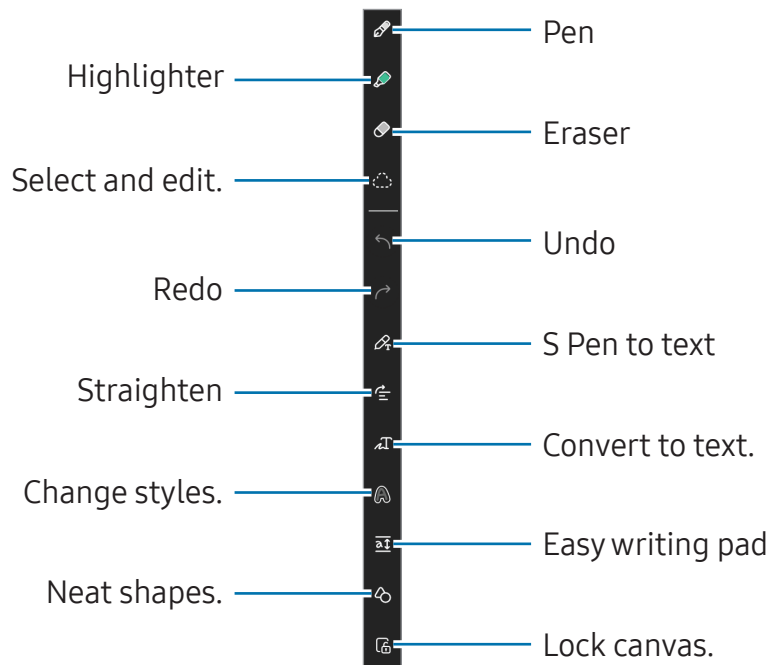 Pen
Highlighter
Eraser
Select and edit.
Undo
Redo
S Pen to text
Straighten
Convert to text.
Change styles.
Easy writing pad
Neat shapes.
Lock canvas.